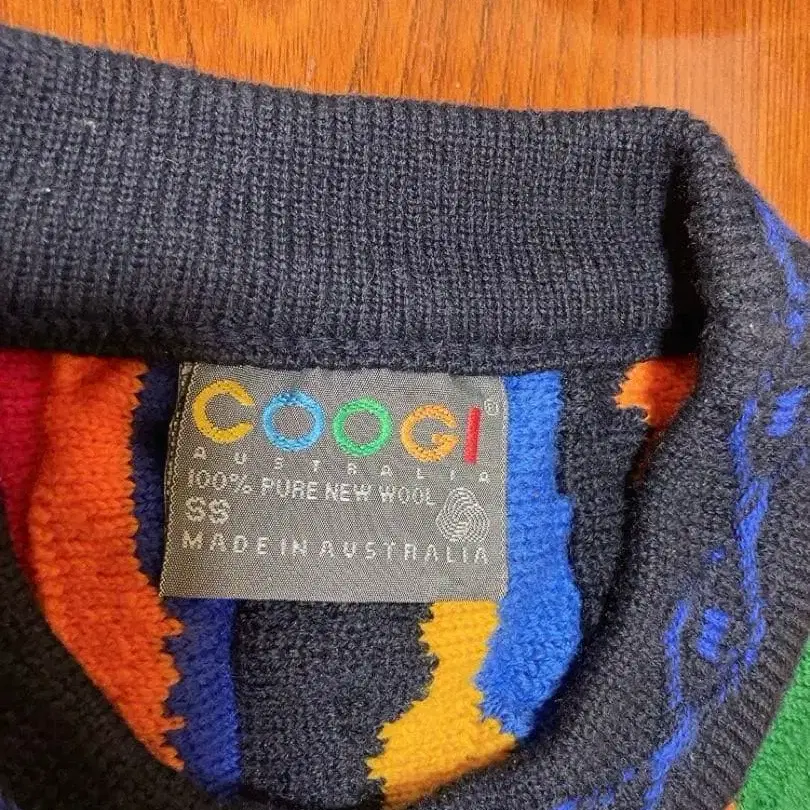 COOGI®
AUSTRALIA
100% PURE NEW WOOL
SS
MADE IN AUSTRALIA